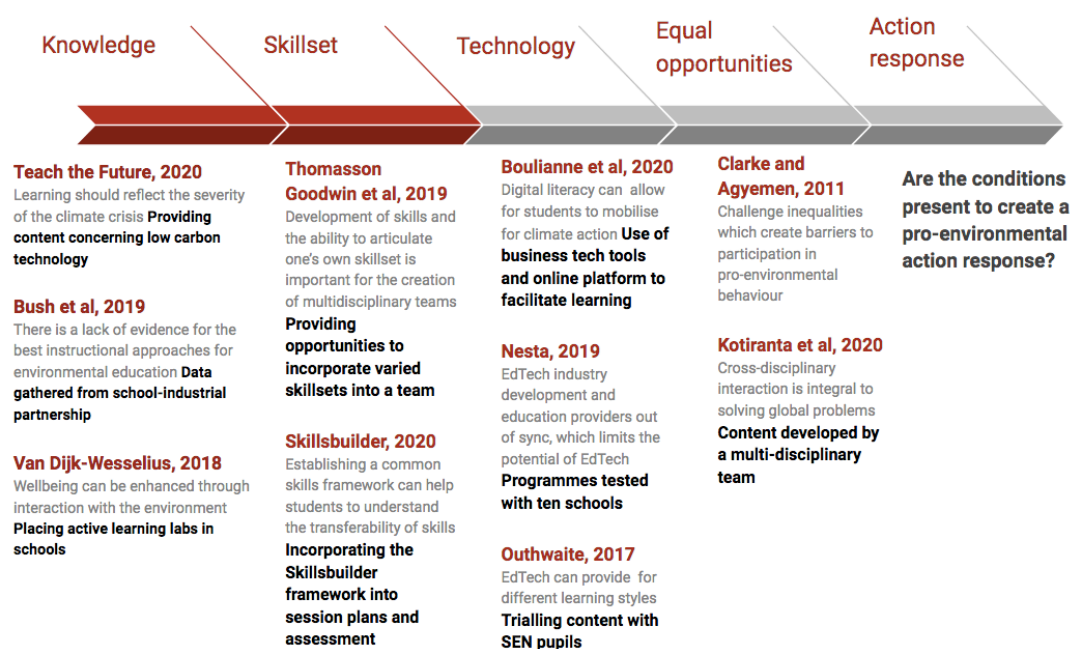 Knowledge
Skillset
Technology
Equal
opportunities
Action
response
Teach the Future, 2020
Learning should reflect the severity
of the climate crisis Providing
content concerning low carbon
technology
Bush et al, 2019
There is a lack of evidence for the
best instructional approaches for
environmental education Data
gathered from school-industrial
partnership
Van Dijk-Wesselius, 2018
Wellbeing can be enhanced through
interaction with the environment
Placing active learning labs in
schools
Thomasson
Goodwin et al, 2019
Development of skills and
the ability to articulate
one's own skillset is
important for the creation
of multidisciplinary teams
Providing
opportunities to
incorporate varied
skillsets into a team
Skillsbuilder, 2020
Establishing a common
skills framework can help
students to understand
the transferability of skills
Incorporating the
Skillsbuilder
framework into
session plans and
assessment
Boulianne et al, 2020
Digital literacy can allow
for students to mobilise
for climate action Use of
business tech tools
and online platform to
facilitate learning
Nesta, 2019
EdTech industry
development and
education providers out
of sync, which limits the
potential of EdTech
Programmes tested
with ten schools
Outhwaite, 2017
EdTech can provide for
different learning styles
Trialling content with
SEN pupils
Clarke and
Agyemen, 2011
Challenge inequalities
which create barriers to
participation in
pro-environmental
behaviour
Kotiranta et al, 2020
Cross-disciplinary
interaction is integral to
solving global problems
Content developed by
a multi-disciplinary
team
Are the conditions
present to create a
pro-environmental
action response?